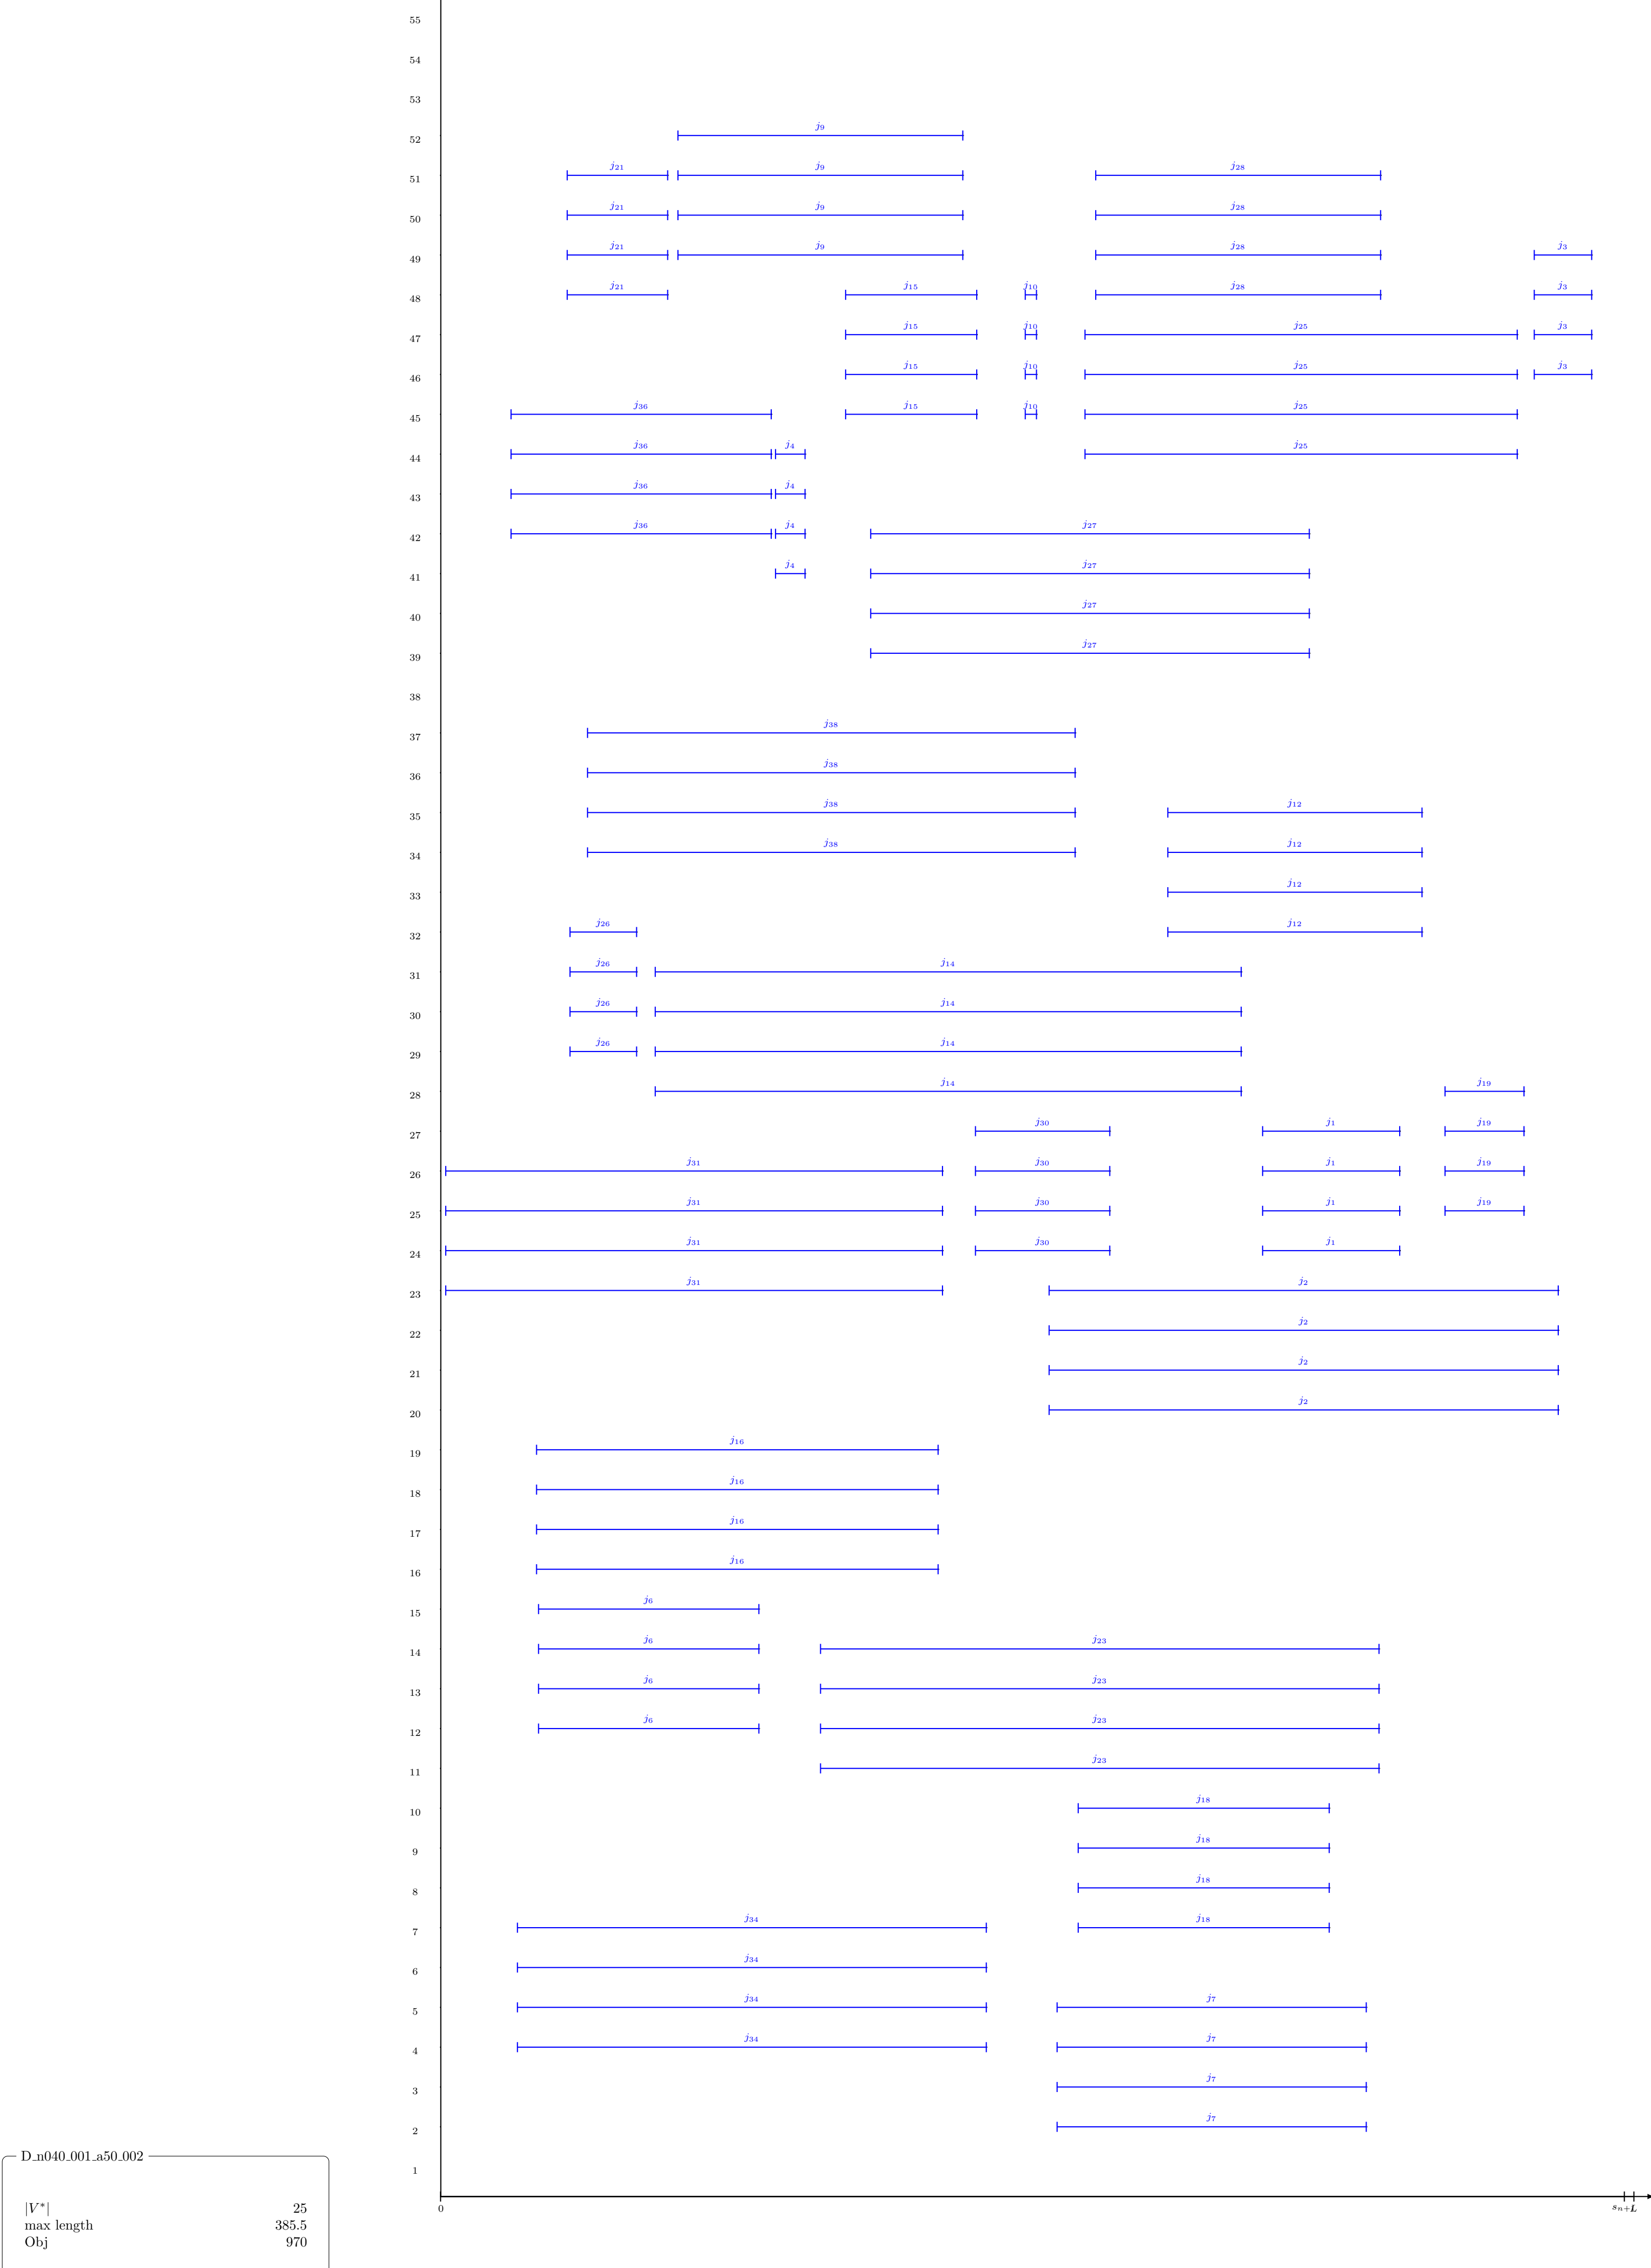 55
54
53
52 j₉
51 j₂₁ j₉ j₂₈
50 j₂₁ j₉ j₂₈
49 j₂₁ j₉ j₂₈ j₃
48 j₂₁ j₁₅ j₁₀ j₂₈ j₃
47 j₁₅ j₁₀ j₂₅ j₃
46 j₁₅ j₁₀ j₂₅ j₃
45 j₃₆ j₁₅ j₁₀ j₂₅
44 j₃₆ j₄ j₂₅
43 j₃₆ j₄
42 j₃₆ j₄ j₂₇
41 j₄ j₂₇
40 j₂₇
39 j₂₇
38
37 j₃₈
36 j₃₈
35 j₃₈ j₁₂
34 j₃₈ j₁₂
33 j₁₂
32 j₂₆ j₁₂
31 j₂₆ j₁₄
30 j₂₆ j₁₄
29 j₂₆ j₁₄
28 j₁₄ j₁₉
27 j₃₀ j₁ j₁₉
26 j₃₁ j₃₀ j₁ j₁₉
25 j₃₁ j₃₀ j₁ j₁₉
24 j₃₁ j₃₀ j₁
23 j₃₁ j₂
22 j₂
21 j₂
20 j₂
19 j₁₆
18 j₁₆
17 j₁₆
16 j₁₆
15 j₆
14 j₆ j₂₃
13 j₆ j₂₃
12 j₆ j₂₃
11 j₂₃
10 j₁₈
9 j₁₈
8 j₁₈
7 j₃₄ j₁₈
6 j₃₄
5 j₃₄ j₇
4 j₃₄ j₇
3 j₇
2 j₇
1
D_n040_001_a50_002
|V*| 25
max length 385.5
Obj 970
0
L